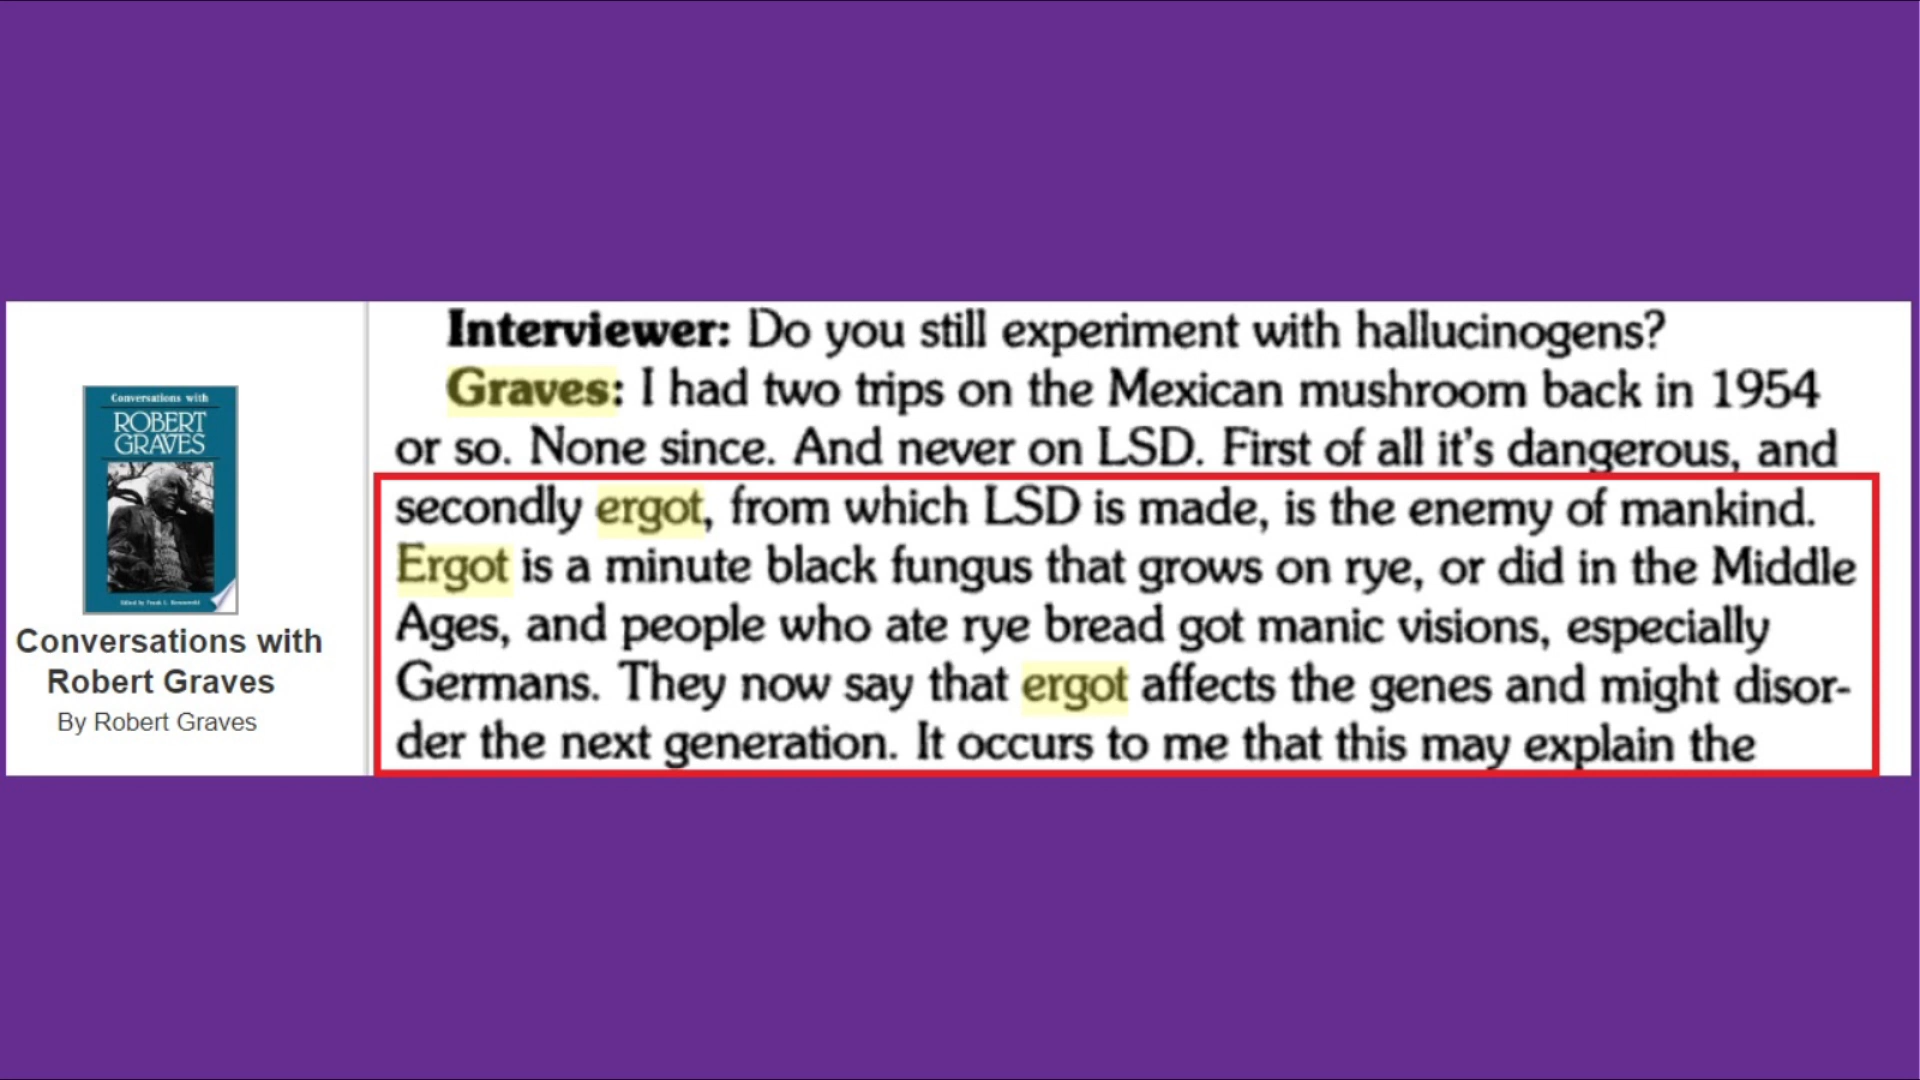 Conversations with
ROBERT
GRAVES
Conversations with
Robert Graves
By Robert Graves
Interviewer: Do you still experiment with hallucinogens?
Graves: I had two trips on the Mexican mushroom back in 1954
or so. None since. And never on LSD. First of all it's dangerous, and
secondly ergot, from which LSD is made, is the enemy of mankind.
Ergot is a minute black fungus that grows on rye, or did in the Middle
Ages, and people who ate rye bread got manic visions, especially
Germans. They now say that ergot affects the genes and might disor-
der the next generation. It occurs to me that this may explain the